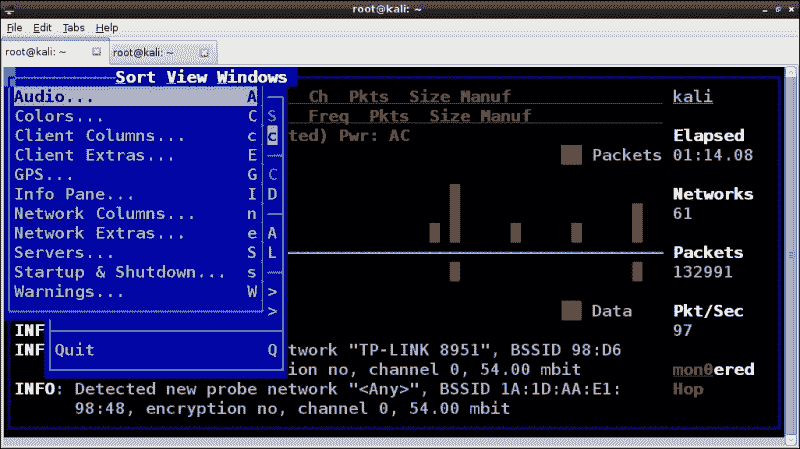 root@kali: ~
File Edit Tabs Help
root@kali: ~ root@kali: ~
Sort View Windows
Audio... A
Colors... C S
Client Columns... c c
Client Extras... E
GPS... G C
Info Pane... I D
Network Columns... n
Network Extras... e A
Servers... S L
Startup & Shutdown... s
Warnings... W >
>
Quit Q
Ch Pkts Size Manuf
Freq Pkts Size Manuf
ted) Pwr: AC
Packets
Data
kali
Elapsed
01:14.08
Networks
61
Packets
132991
Pkt/Sec
97
mon0ered
Hop
INF
INF twork "TP-LINK 8951", BSSID 98:D6
ion no, channel 0, 54.00 mbit
INFO: Detected new probe network "<Any>", BSSID 1A:1D:AA:E1:
98:48, encryption no, channel 0, 54.00 mbit